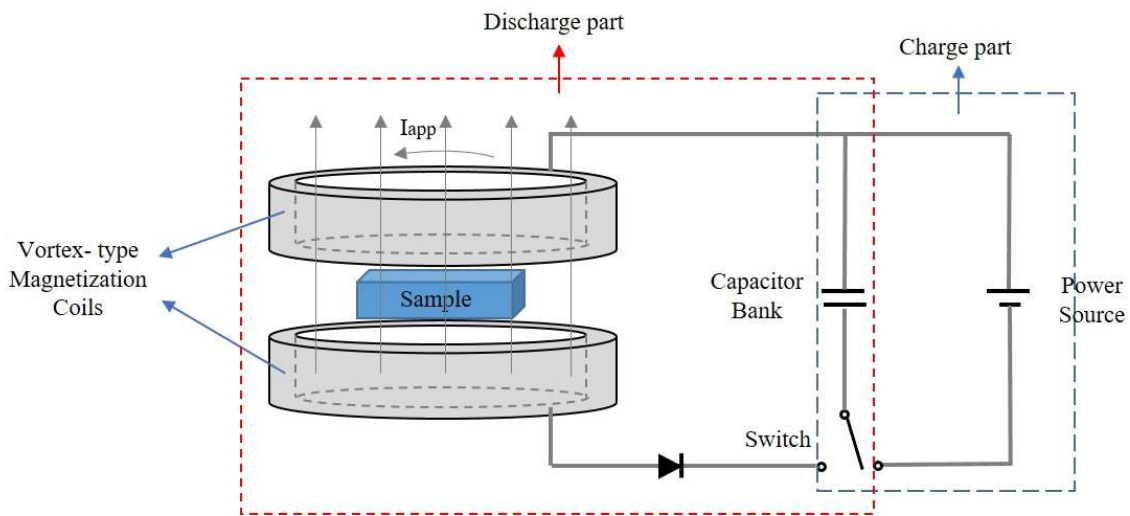 Discharge part
Charge part
Iapp
Vortex- type
Magnetization
Coils
Sample
Capacitor
Bank
Power
Source
Switch